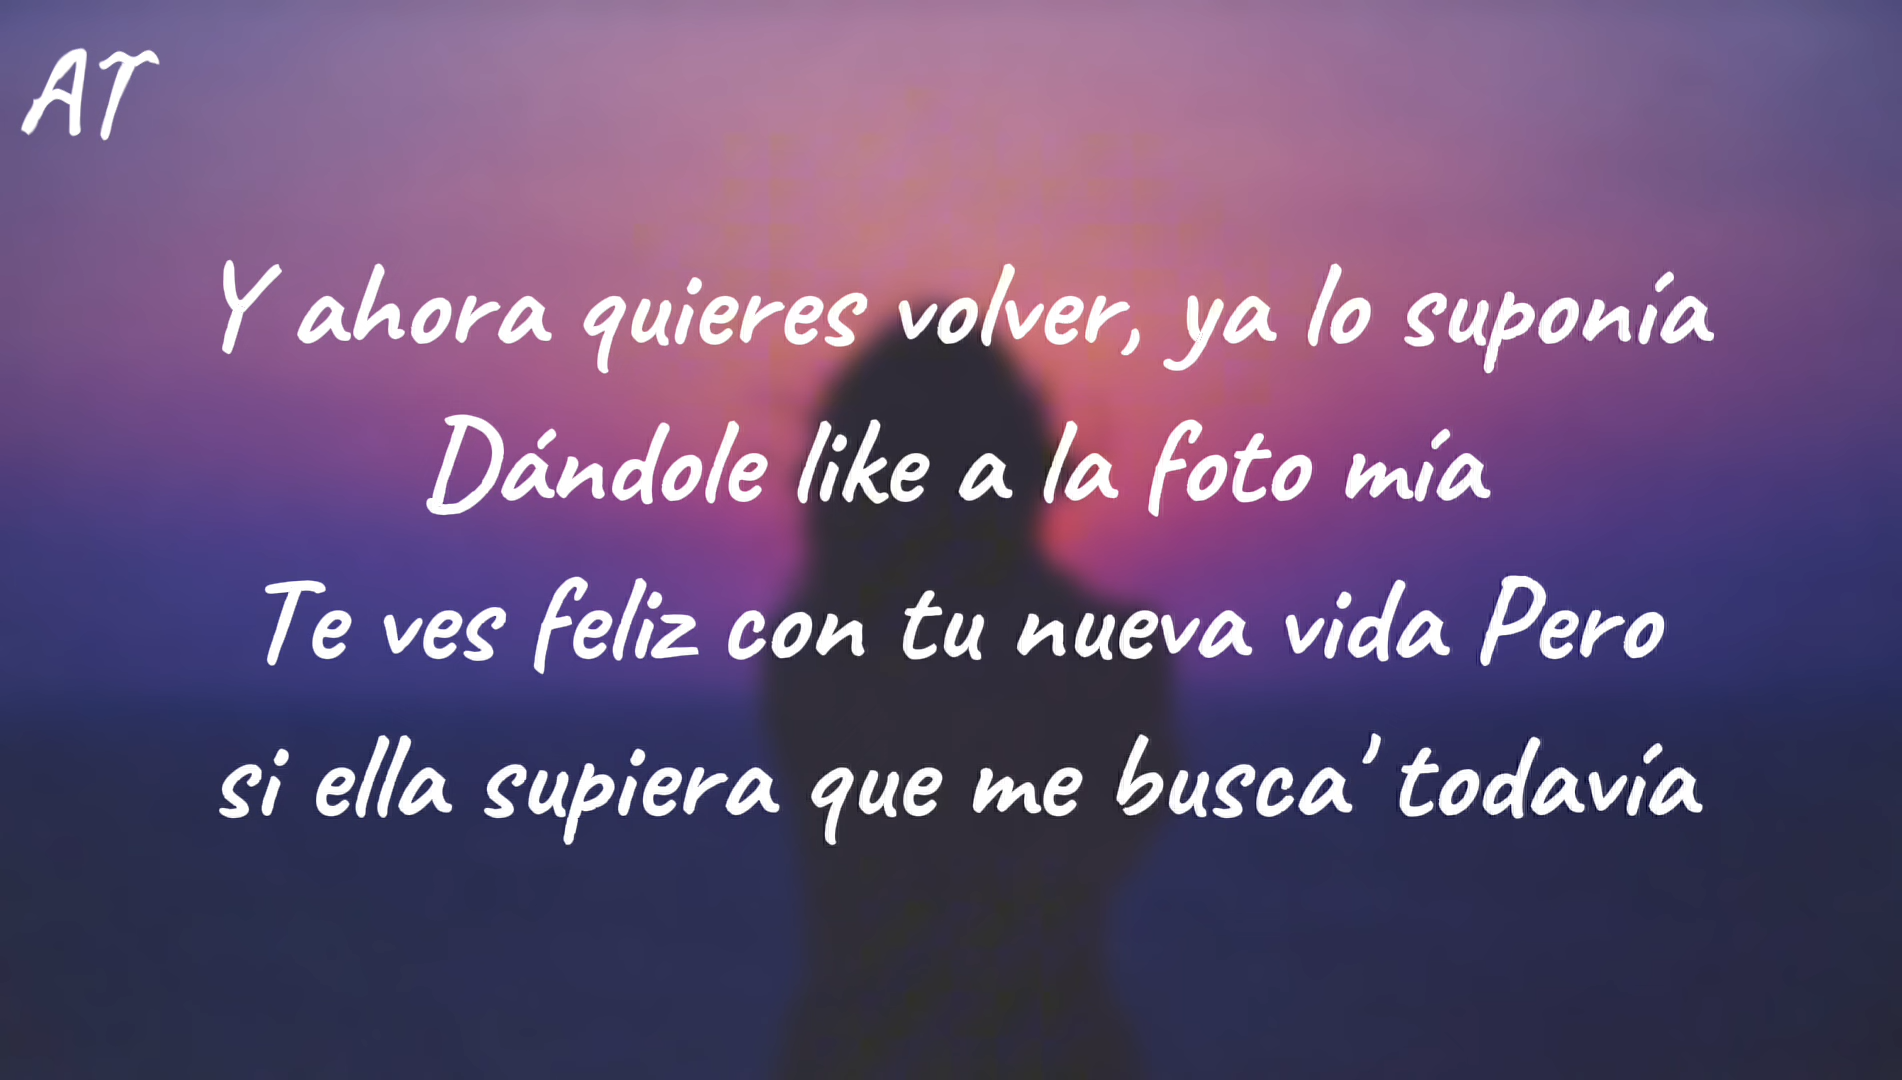 AT
Y ahora quieres volver, ya lo suponía
Dándole like a la foto mía
Te ves feliz con tu nueva vida Pero
si ella supiera que me busca' todavía